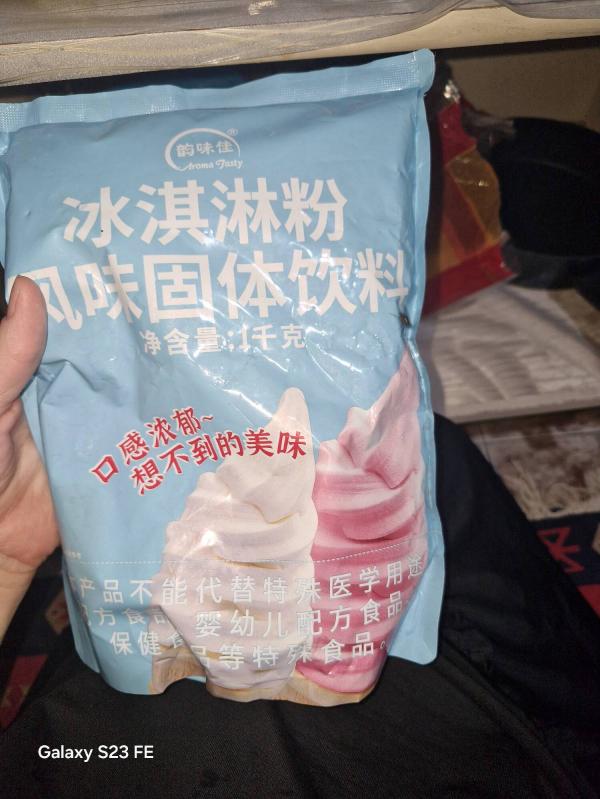 韵味佳®
Aroma Tasty
冰淇淋粉
风味固体饮料
净含量:1千克
口感浓郁~
想不到的美味
产品不能代替特殊医学用途
方食品 婴幼儿配方食品
保健食品等特殊食品。
Galaxy S23 FE